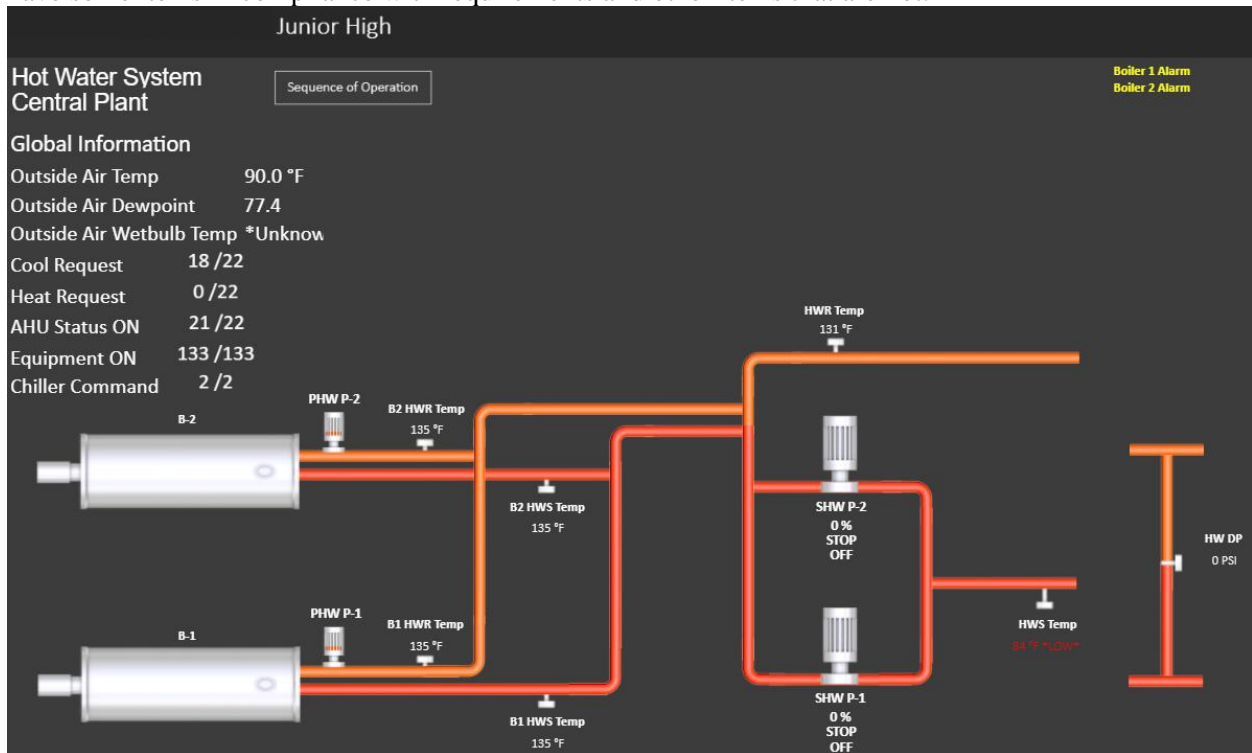 Junior High
Hot Water System
Central Plant
Sequence of Operation
Boiler 1 Alarm
Boiler 2 Alarm
Global Information
Outside Air Temp 90.0 °F
Outside Air Dewpoint 77.4
Outside Air Wetbulb Temp *Unknow
Cool Request 18 /22
Heat Request 0 /22
AHU Status ON 21 /22
Equipment ON 133 /133
Chiller Command 2 /2
HWR Temp
131 °F
B-2
PHW P-2
B2 HWR Temp
135 °F
B2 HWS Temp
135 °F
SHW P-2
0 %
STOP
OFF
HW DP
0 PSI
B-1
PHW P-1
B1 HWR Temp
135 °F
B1 HWS Temp
135 °F
HWS Temp
84 °F *LOW*
SHW P-1
0 %
STOP
OFF